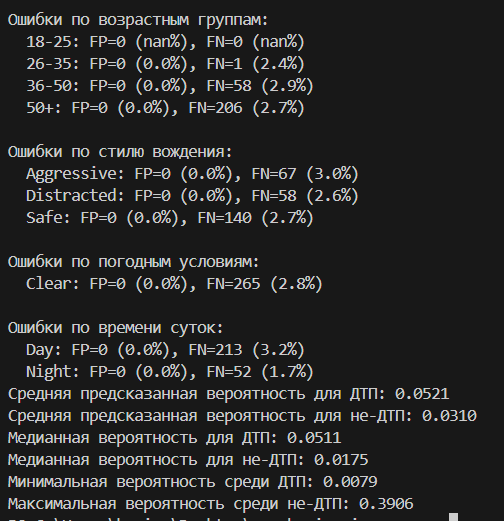 Ошибки по возрастным группам:
18-25: FP=0 (nan%), FN=0 (nan%)
26-35: FP=0 (0.0%), FN=1 (2.4%)
36-50: FP=0 (0.0%), FN=58 (2.9%)
50+: FP=0 (0.0%), FN=206 (2.7%)
Ошибки по стилю вождения:
Aggressive: FP=0 (0.0%), FN=67 (3.0%)
Distracted: FP=0 (0.0%), FN=58 (2.6%)
Safe: FP=0 (0.0%), FN=140 (2.7%)
Ошибки по погодным условиям:
Clear: FP=0 (0.0%), FN=265 (2.8%)
Ошибки по времени суток:
Day: FP=0 (0.0%), FN=213 (3.2%)
Night: FP=0 (0.0%), FN=52 (1.7%)
Средняя предсказанная вероятность для ДТП: 0.0521
Средняя предсказанная вероятность для не-ДТП: 0.0310
Медианная вероятность для ДТП: 0.0511
Медианная вероятность для не-ДТП: 0.0175
Минимальная вероятность среди ДТП: 0.0079
Максимальная вероятность среди не-ДТП: 0.3906